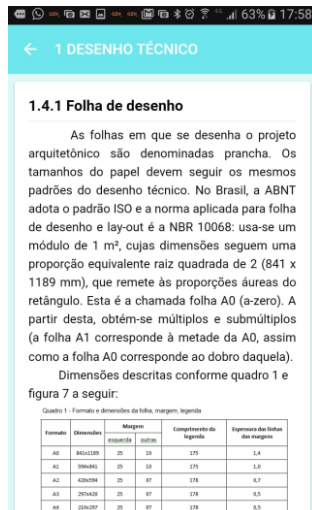 63% 17:58
1 DESENHO TÉCNICO
1.4.1 Folha de desenho
As folhas em que se desenha o projeto
arquitetônico são denominadas prancha. Os
tamanhos do papel devem seguir os mesmos
padrões do desenho técnico. No Brasil, a ABNT
adota o padrão ISO e a norma aplicada para folha
de desenho e lay-out é a NBR 10068: usa-se um
módulo de 1 m², cujas dimensões seguem uma
proporção equivalente raiz quadrada de 2 (841 x
1189 mm), que remete às proporções áureas do
retângulo. Esta é a chamada folha A0 (a-zero). A
partir desta, obtém-se múltiplos e submúltiplos
(a folha A1 corresponde à metade da A0, assim
como a folha A0 corresponde ao dobro daquela).
Dimensões descritas conforme quadro 1 e
figura 7 a seguir:
Quadro 1 - Formato e dimensões da folha, margem, legenda
Formato Dimensões Margem Comprimento da legenda Espessura das linhas das margens
esquerda outras
A0 841x1189 25 10 175 1,4
A1 594x841 25 10 175 1,0
A2 420x594 25 07 178 0,7
A3 297x420 25 07 178 0,5
A4 210x297 25 07 178 0,5